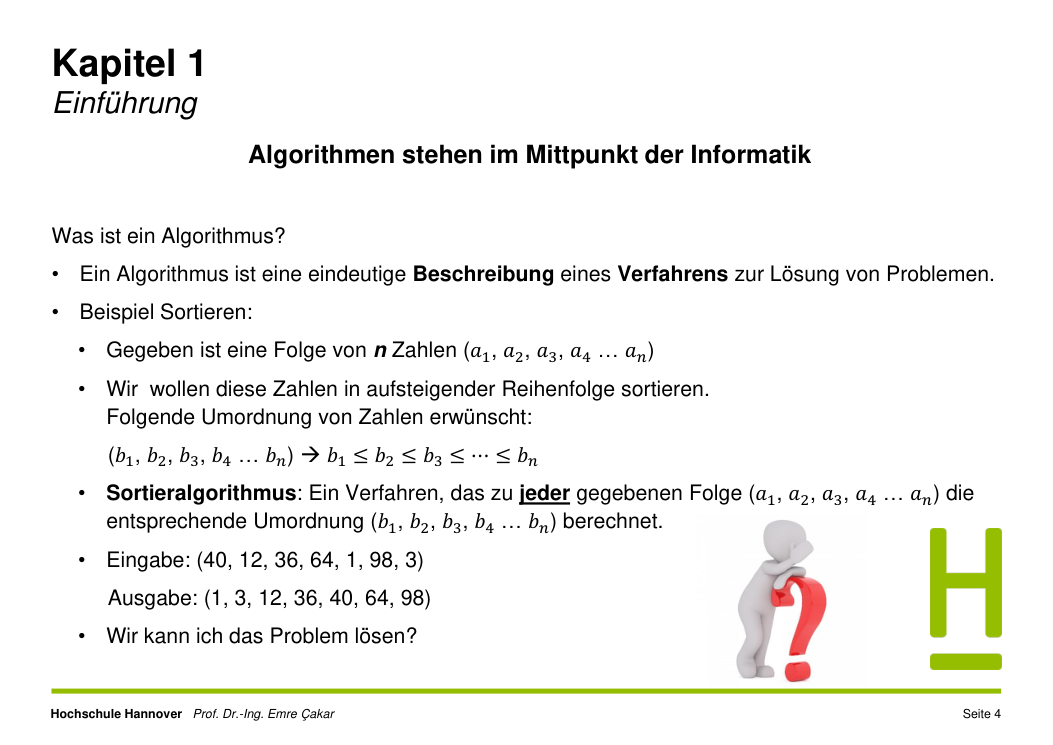 Kapitel 1
Einführung
Algorithmen stehen im Mittpunkt der Informatik
Was ist ein Algorithmus?
• Ein Algorithmus ist eine eindeutige Beschreibung eines Verfahrens zur Lösung von Problemen.
• Beispiel Sortieren:
• Gegeben ist eine Folge von n Zahlen (a₁, a₂, a₃, a₄ … aₙ)
• Wir wollen diese Zahlen in aufsteigender Reihenfolge sortieren.
Folgende Umordnung von Zahlen erwünscht:
(b₁, b₂, b₃, b₄ … bₙ) → b₁ ≤ b₂ ≤ b₃ ≤ ⋯ ≤ bₙ
• Sortieralgorithmus: Ein Verfahren, das zu jeder gegebenen Folge (a₁, a₂, a₃, a₄ … aₙ) die
entsprechende Umordnung (b₁, b₂, b₃, b₄ … bₙ) berechnet.
• Eingabe: (40, 12, 36, 64, 1, 98, 3)
Ausgabe: (1, 3, 12, 36, 40, 64, 98)
• Wir kann ich das Problem lösen?
?
H
Hochschule Hannover Prof. Dr.-Ing. Emre Çakar Seite 4